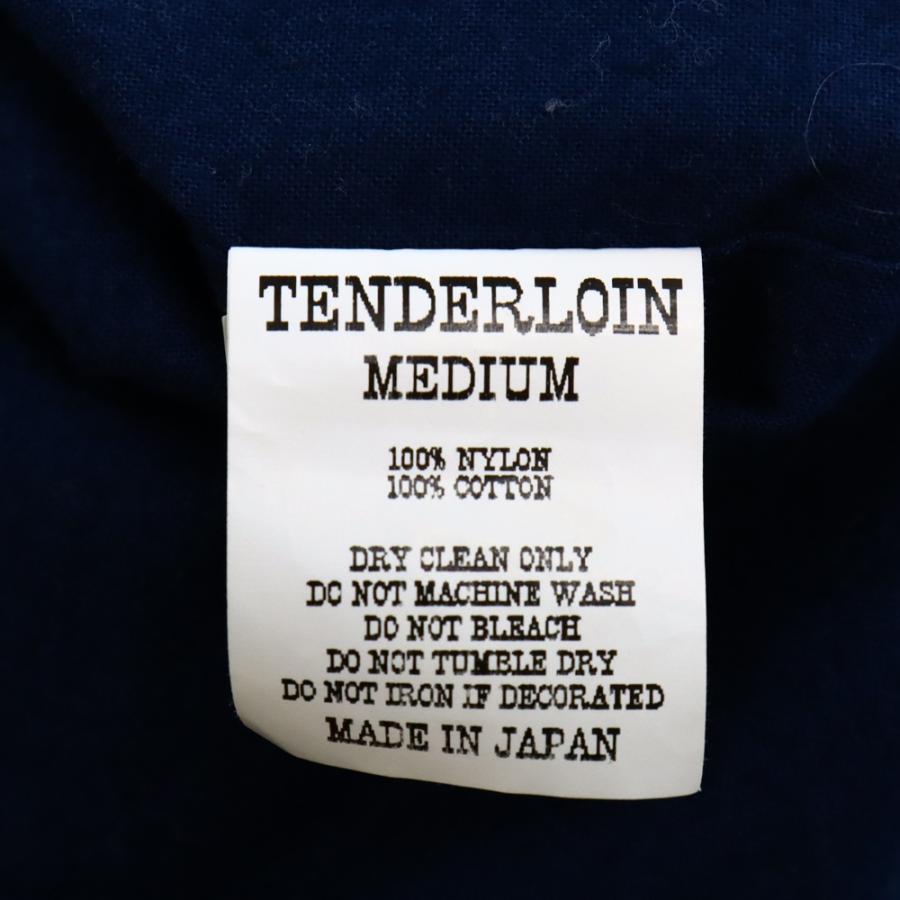 TENDERLOIN
MEDIUM
100% NYLON
100% COTTON
DRY CLEAN ONLY
DO NOT MACHINE WASH
DO NOT BLEACH
DO NOT TUMBLE DRY
DO NOT IRON IF DECORATED
MADE IN JAPAN